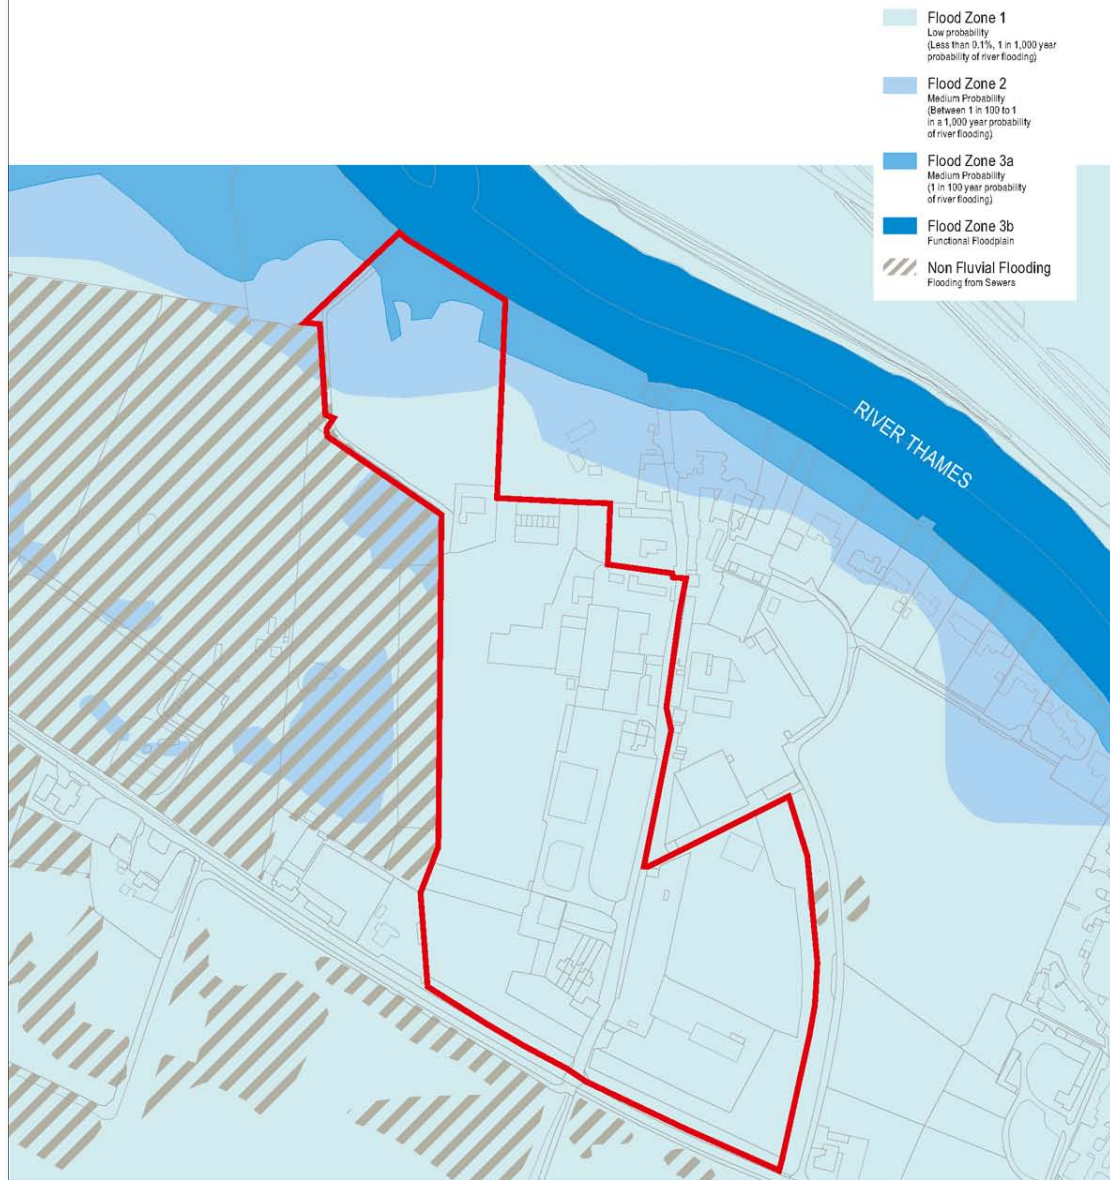 Flood Zone 1
Low probability
(Less than 0.1%, 1 in 1,000 year
probability of river flooding)
Flood Zone 2
Medium Probability
(Between 1 in 100 to 1
in a 1,000 year probability
of river flooding)
Flood Zone 3a
Medium Probability
(1 in 100 year probability
of river flooding)
Flood Zone 3b
Functional Floodplain
Non Fluvial Flooding
Flooding from Sewers
RIVER THAMES